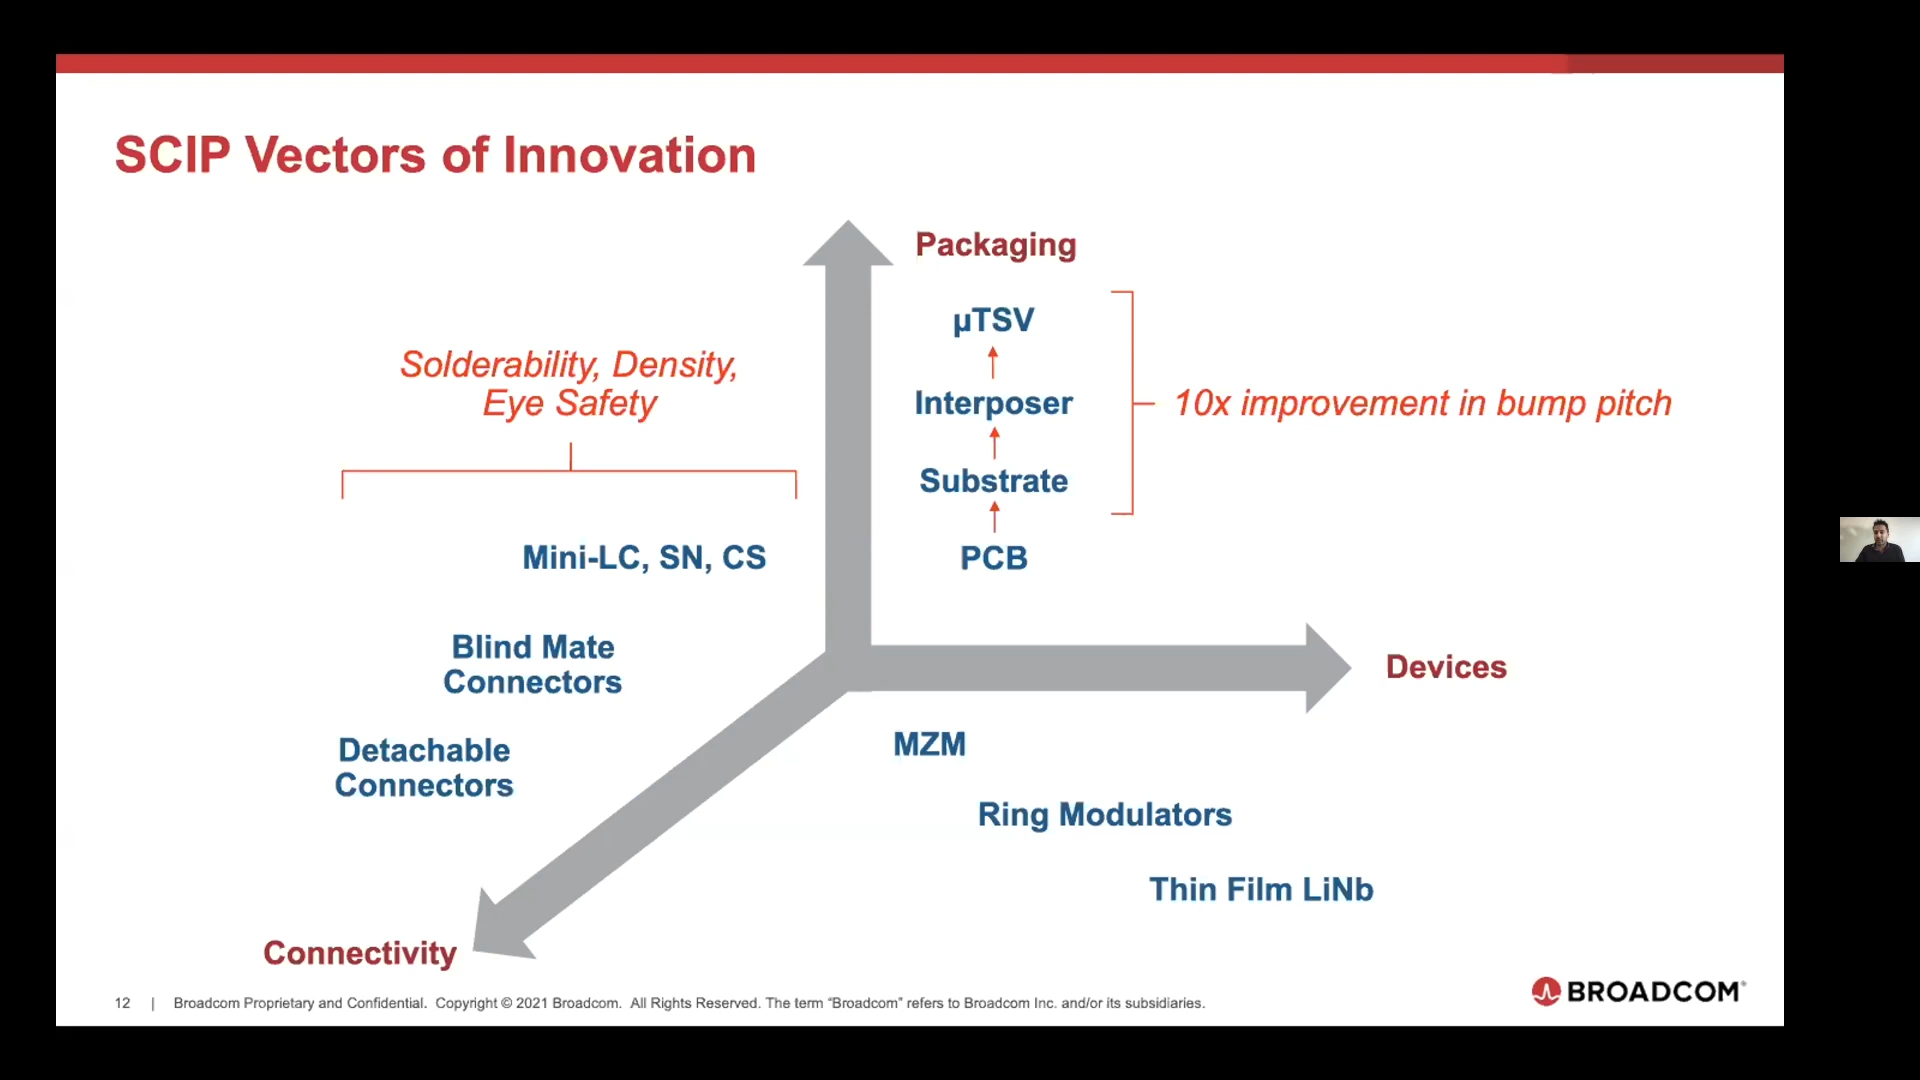 SCIP Vectors of Innovation
Packaging
µTSV
Solderability, Density,
Eye Safety
Interposer
10x improvement in bump pitch
Substrate
Mini-LC, SN, CS
PCB
Blind Mate
Connectors
Devices
Detachable
Connectors
MZM
Ring Modulators
Thin Film LiNb
Connectivity
12 | Broadcom Proprietary and Confidential. Copyright © 2021 Broadcom. All Rights Reserved. The term “Broadcom” refers to Broadcom Inc. and/or its subsidiaries.
BROADCOM®